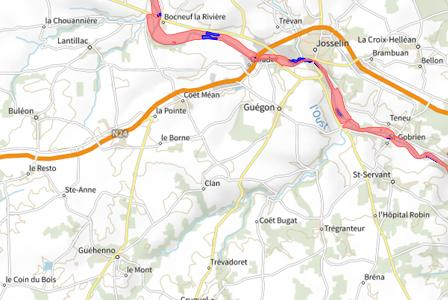 la Chouannière
Bocneuf la Rivière
Trévan
Lantillac
Josselin
La Croix-Helléan
Brambuan
Bellon
Coët Méan
Guégon
Buléon
la Pointe
l'Oust
Teneu
N24
le Borne
Gobrien
le Resto
St-Servant
Clan
Ste-Anne
l'Hôpital Robin
Coët Bugat
Trégranteur
Guéhenno
Trévadoret
le Mont
le Coin du Bois
Bréna